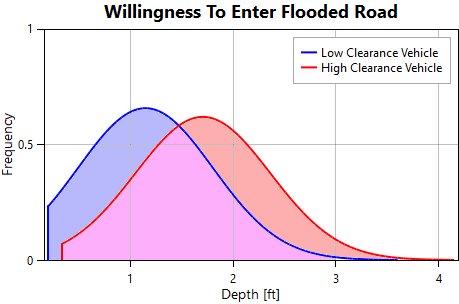 Willingness To Enter Flooded Road
1
Low Clearance Vehicle
High Clearance Vehicle
Frequency
0.5
0
1 2 3 4
Depth [ft]